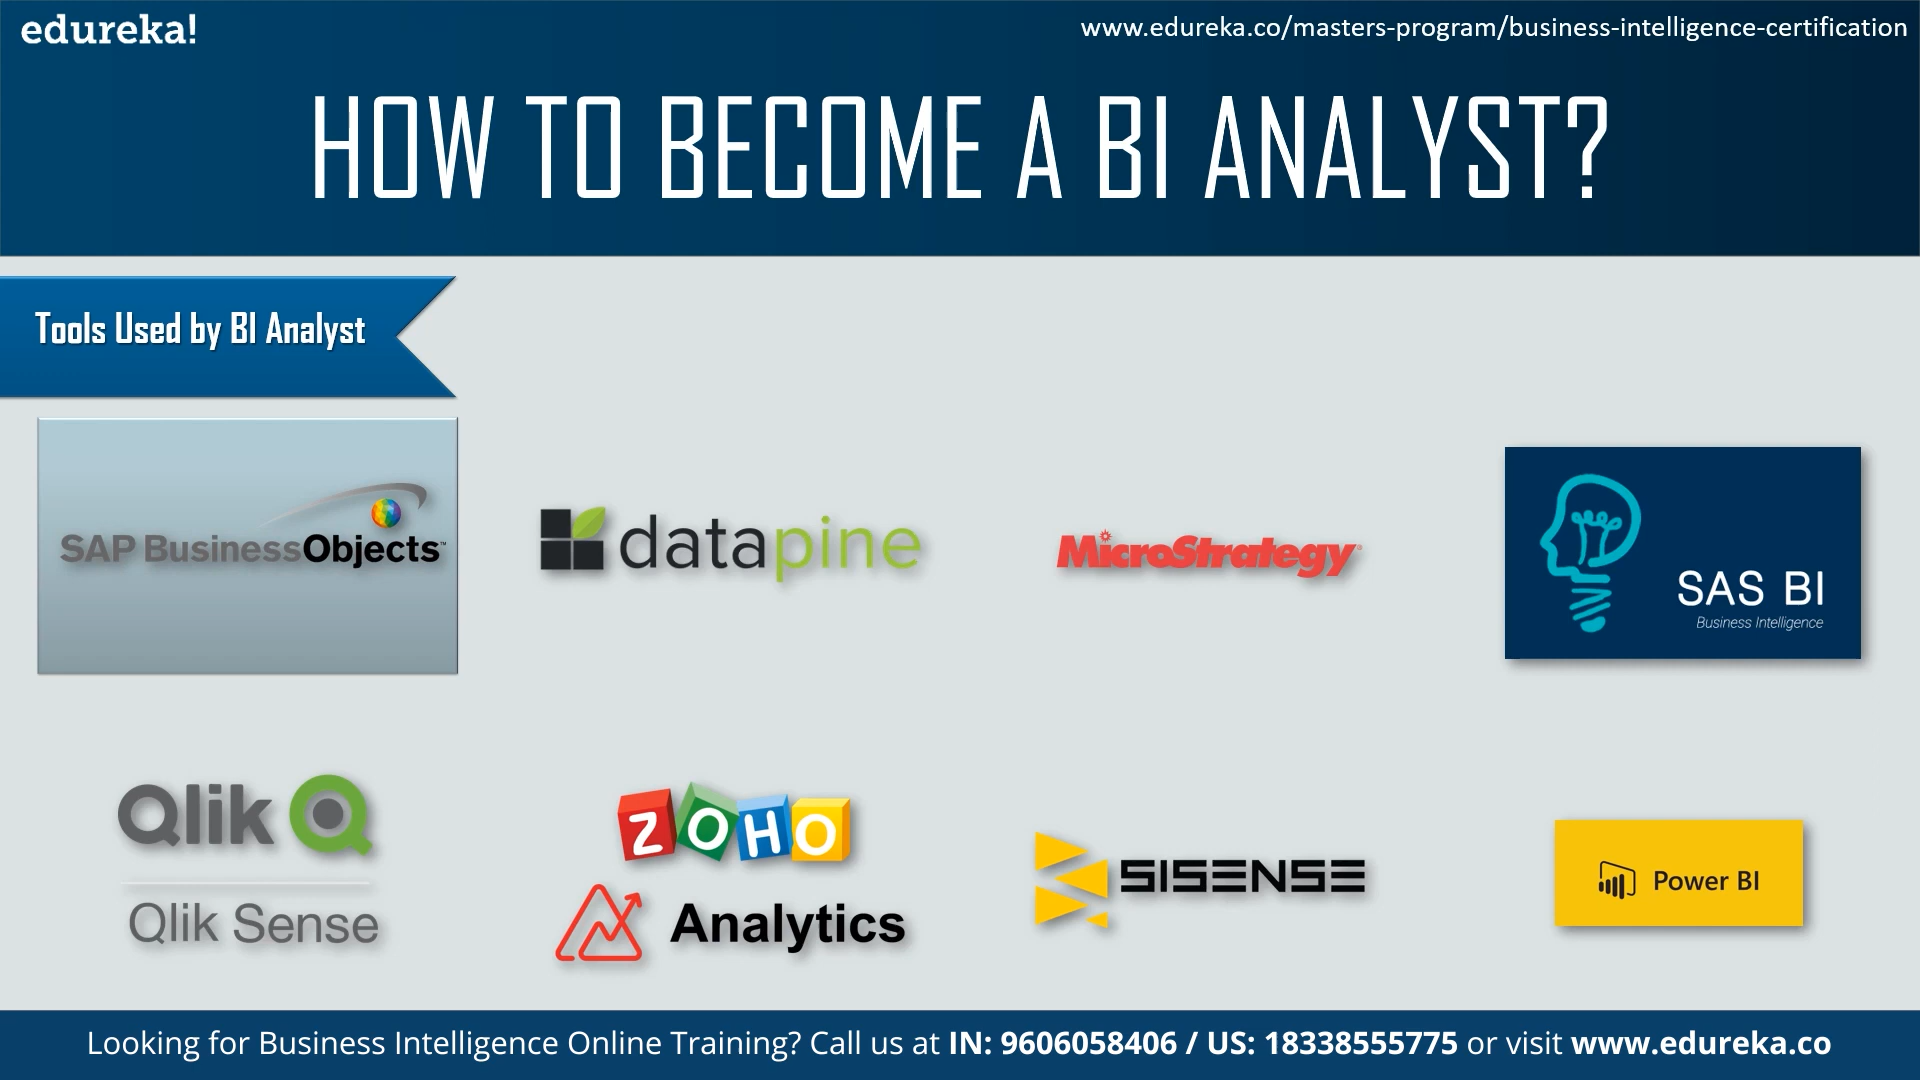 edureka!
www.edureka.co/masters-program/business-intelligence-certification
HOW TO BECOME A BI ANALYST?
Tools Used by BI Analyst
SAP BusinessObjects™
datapine
MicroStrategy®
SAS BI
Business Intelligence
Qlik
Qlik Sense
ZOHO
Analytics
SISENSE
Power BI
Looking for Business Intelligence Online Training? Call us at IN: 9606058406 / US: 18338555775 or visit www.edureka.co